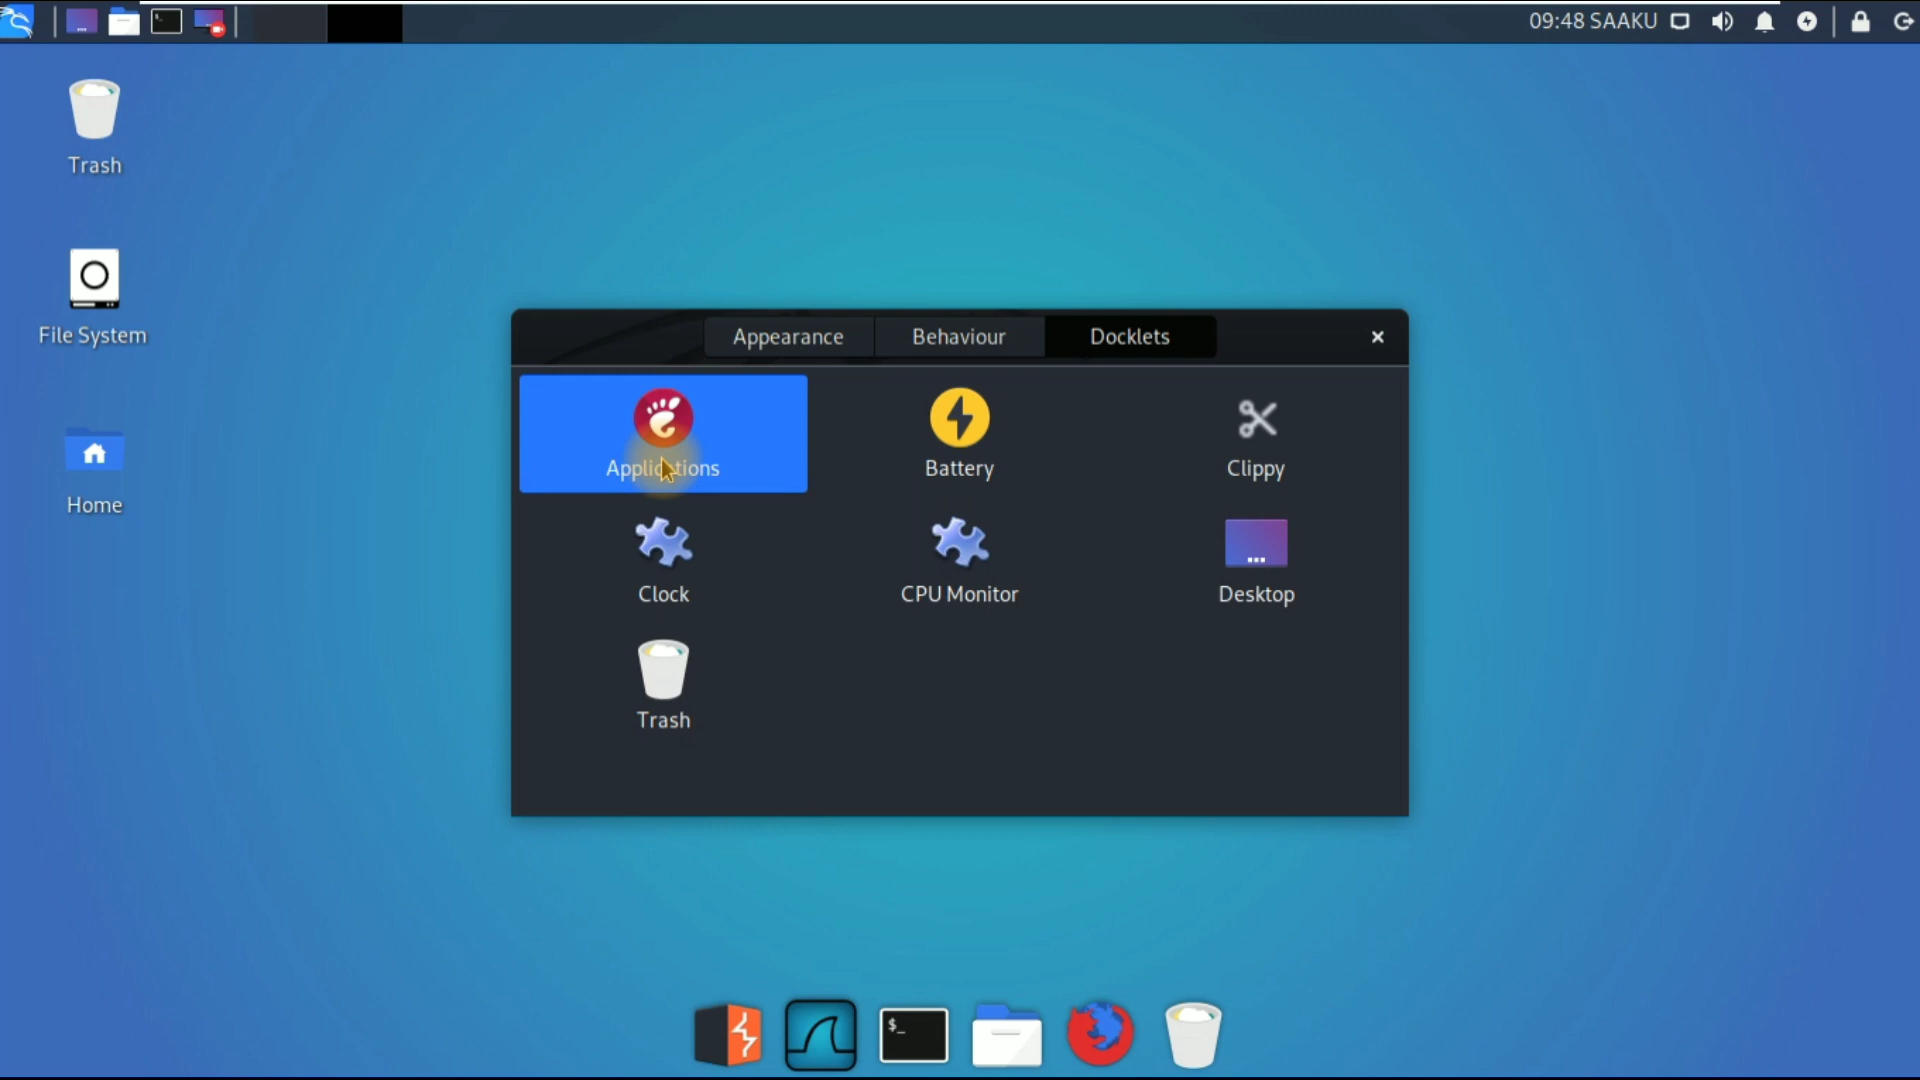 09:48 SAAKU
Trash
File System
Home
Appearance
Behaviour
Docklets
Applications
Battery
Clippy
Clock
CPU Monitor
Desktop
Trash
$_